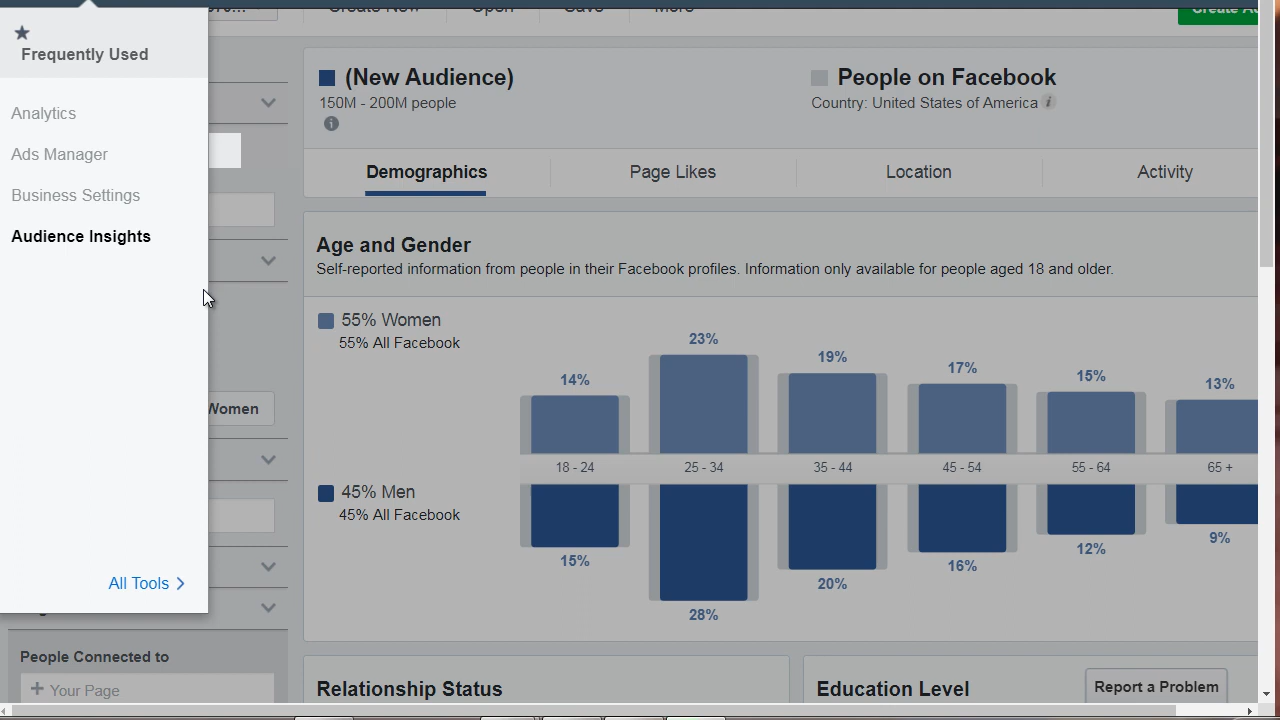 Frequently Used
Analytics
Ads Manager
Business Settings
Audience Insights
All Tools
Women
People Connected to
Your Page
Create New
Open
Save
More
(New Audience)
150M - 200M people
People on Facebook
Country: United States of America
Demographics
Page Likes
Location
Activity
Age and Gender
Self-reported information from people in their Facebook profiles. Information only available for people aged 18 and older.
55% Women
55% All Facebook
14%
23%
19%
17%
15%
13%
18 - 24
25 - 34
35 - 44
45 - 54
55 - 64
65 +
45% Men
45% All Facebook
15%
28%
20%
16%
12%
9%
Relationship Status
Education Level
Report a Problem